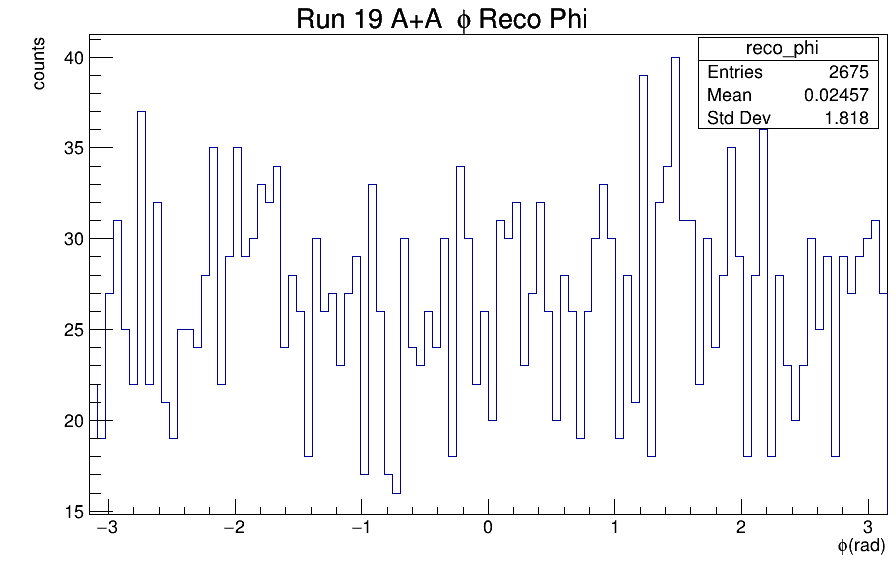 Run 19 A+A ϕ Reco Phi
counts
reco_phi
Entries 2675
Mean 0.02457
Std Dev 1.818
40
35
30
25
20
15
−3 −2 −1 0 1 2 3
ϕ(rad)